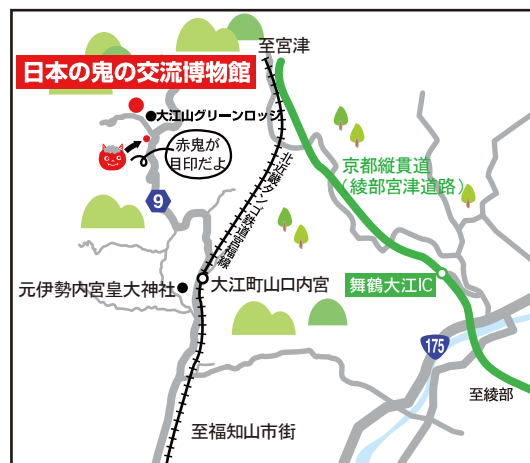 至宮津
日本の鬼の交流博物館
大江山グリーンロッジ
赤鬼が
目印だよ
北近畿タンゴ鉄道宮福線
京都縦貫道
(綾部宮津道路)
9
元伊勢内宮皇大神社
大江町山口内宮
舞鶴大江IC
175
至綾部
至福知山市街